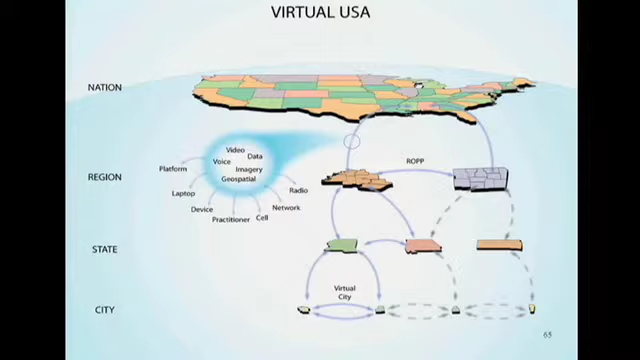 VIRTUAL USA
NATION
Video
Data
Voice
Imagery
Geospatial
Platform
Laptop
Device
Practitioner
Cell
Network
Radio
REGION
ROPP
STATE
Virtual
City
CITY
65